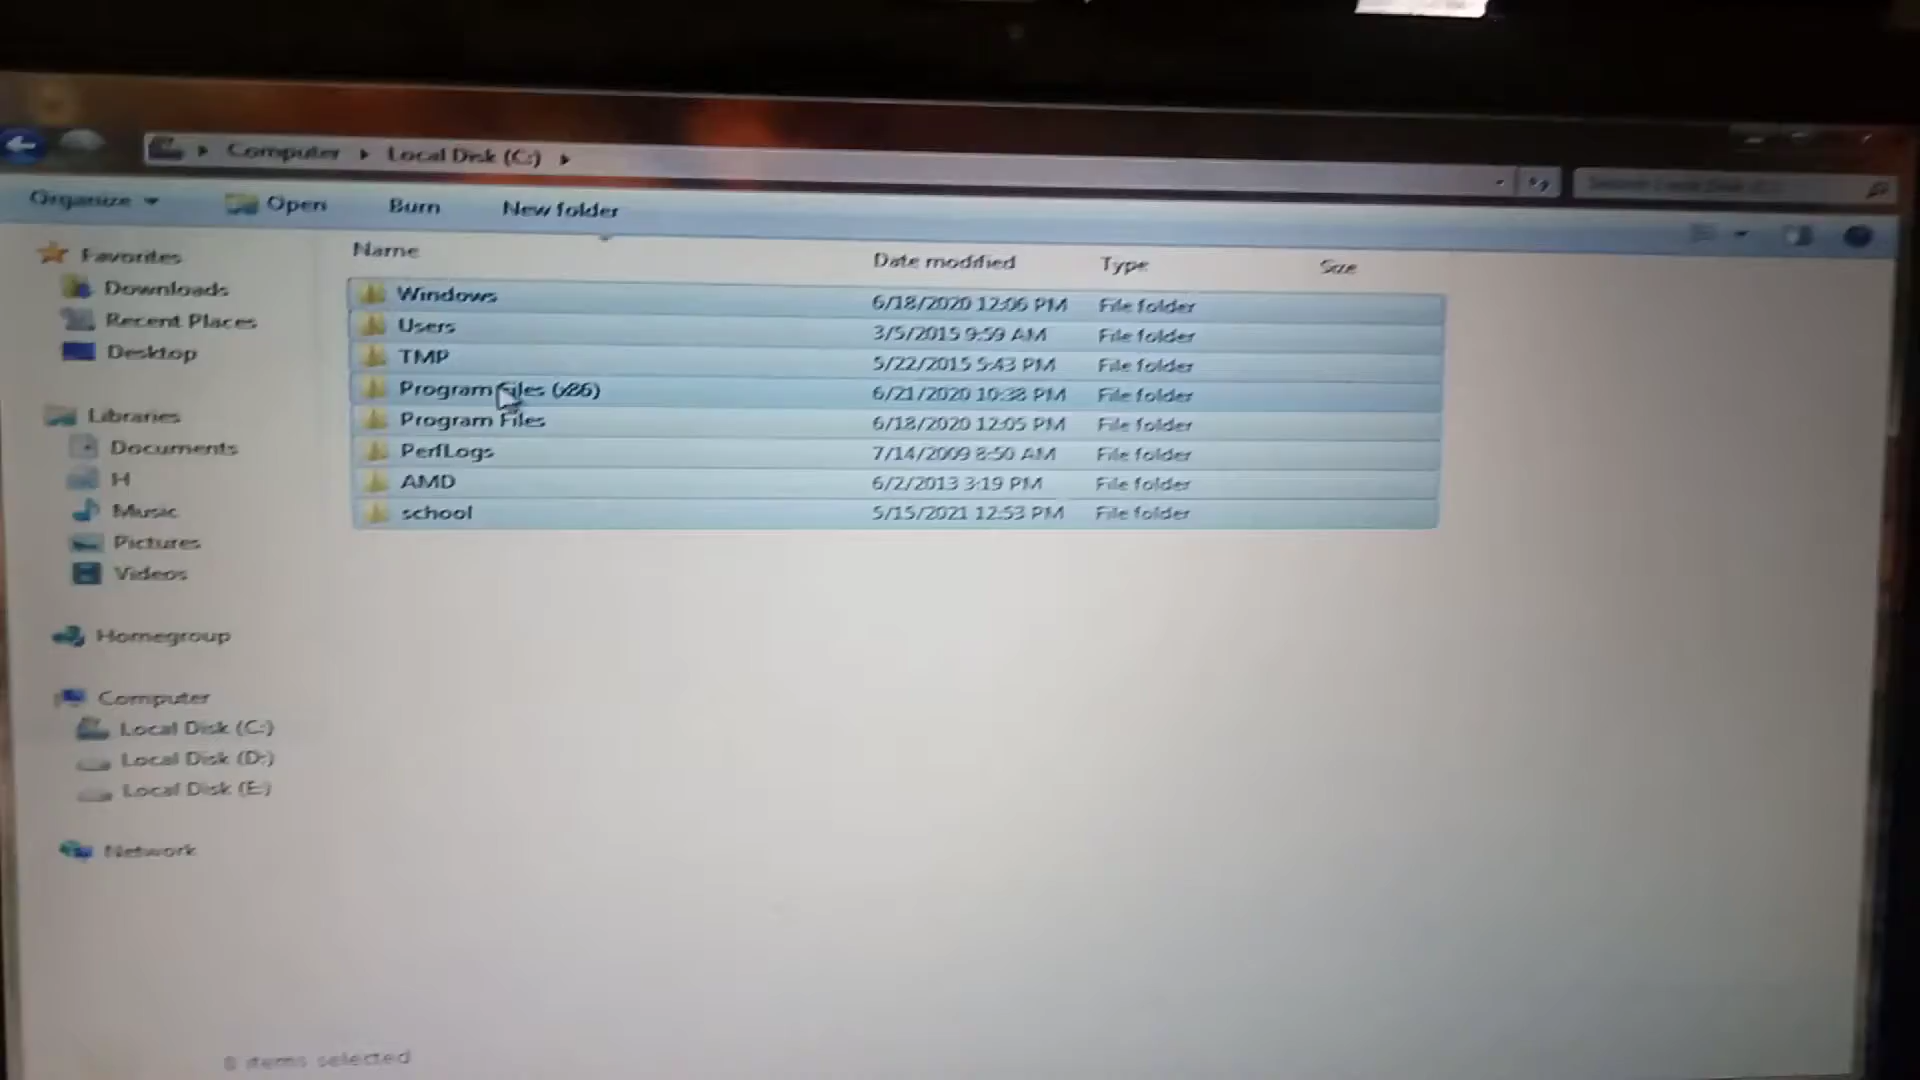 Computer Local Disk (C:)
Organize Open Burn New folder
Name Date modified Type Size
Favorites
Downloads
Recent Places
Desktop
Libraries
Documents
H
Music
Pictures
Videos
Homegroup
Computer
Local Disk (C:)
Local Disk (D:)
Local Disk (E:)
Network
Windows 6/18/2020 12:06 PM File folder
Users 3/5/2015 9:59 AM File folder
TMP 5/22/2015 5:43 PM File folder
Program Files (x86) 6/21/2020 10:38 PM File folder
Program Files 6/18/2020 12:05 PM File folder
PerfLogs 7/14/2009 8:50 AM File folder
AMD 6/2/2013 3:19 PM File folder
school 5/15/2021 12:53 PM File folder
8 items selected